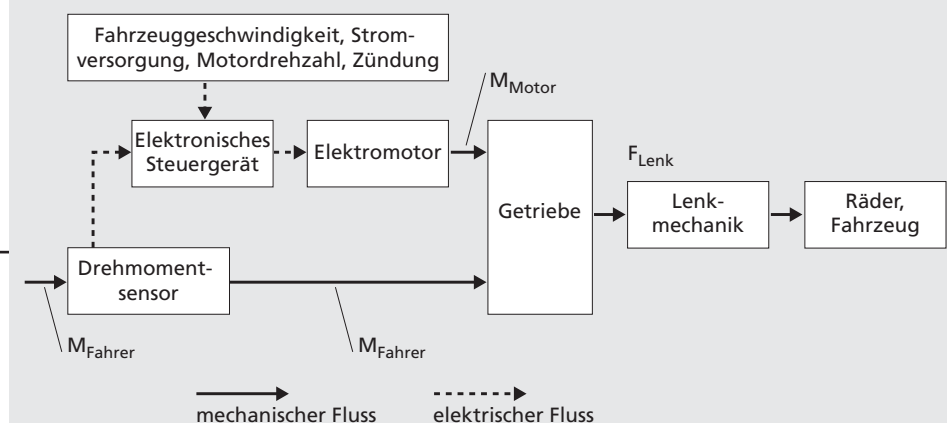 Fahrzeuggeschwindigkeit, Strom-
versorgung, Motordrehzahl, Zündung
M_Motor
Elektronisches
Steuergerät
Elektromotor
Getriebe
F_Lenk
Lenk-
mechanik
Räder,
Fahrzeug
Drehmoment-
sensor
M_Fahrer
M_Fahrer
mechanischer Fluss
elektrischer Fluss